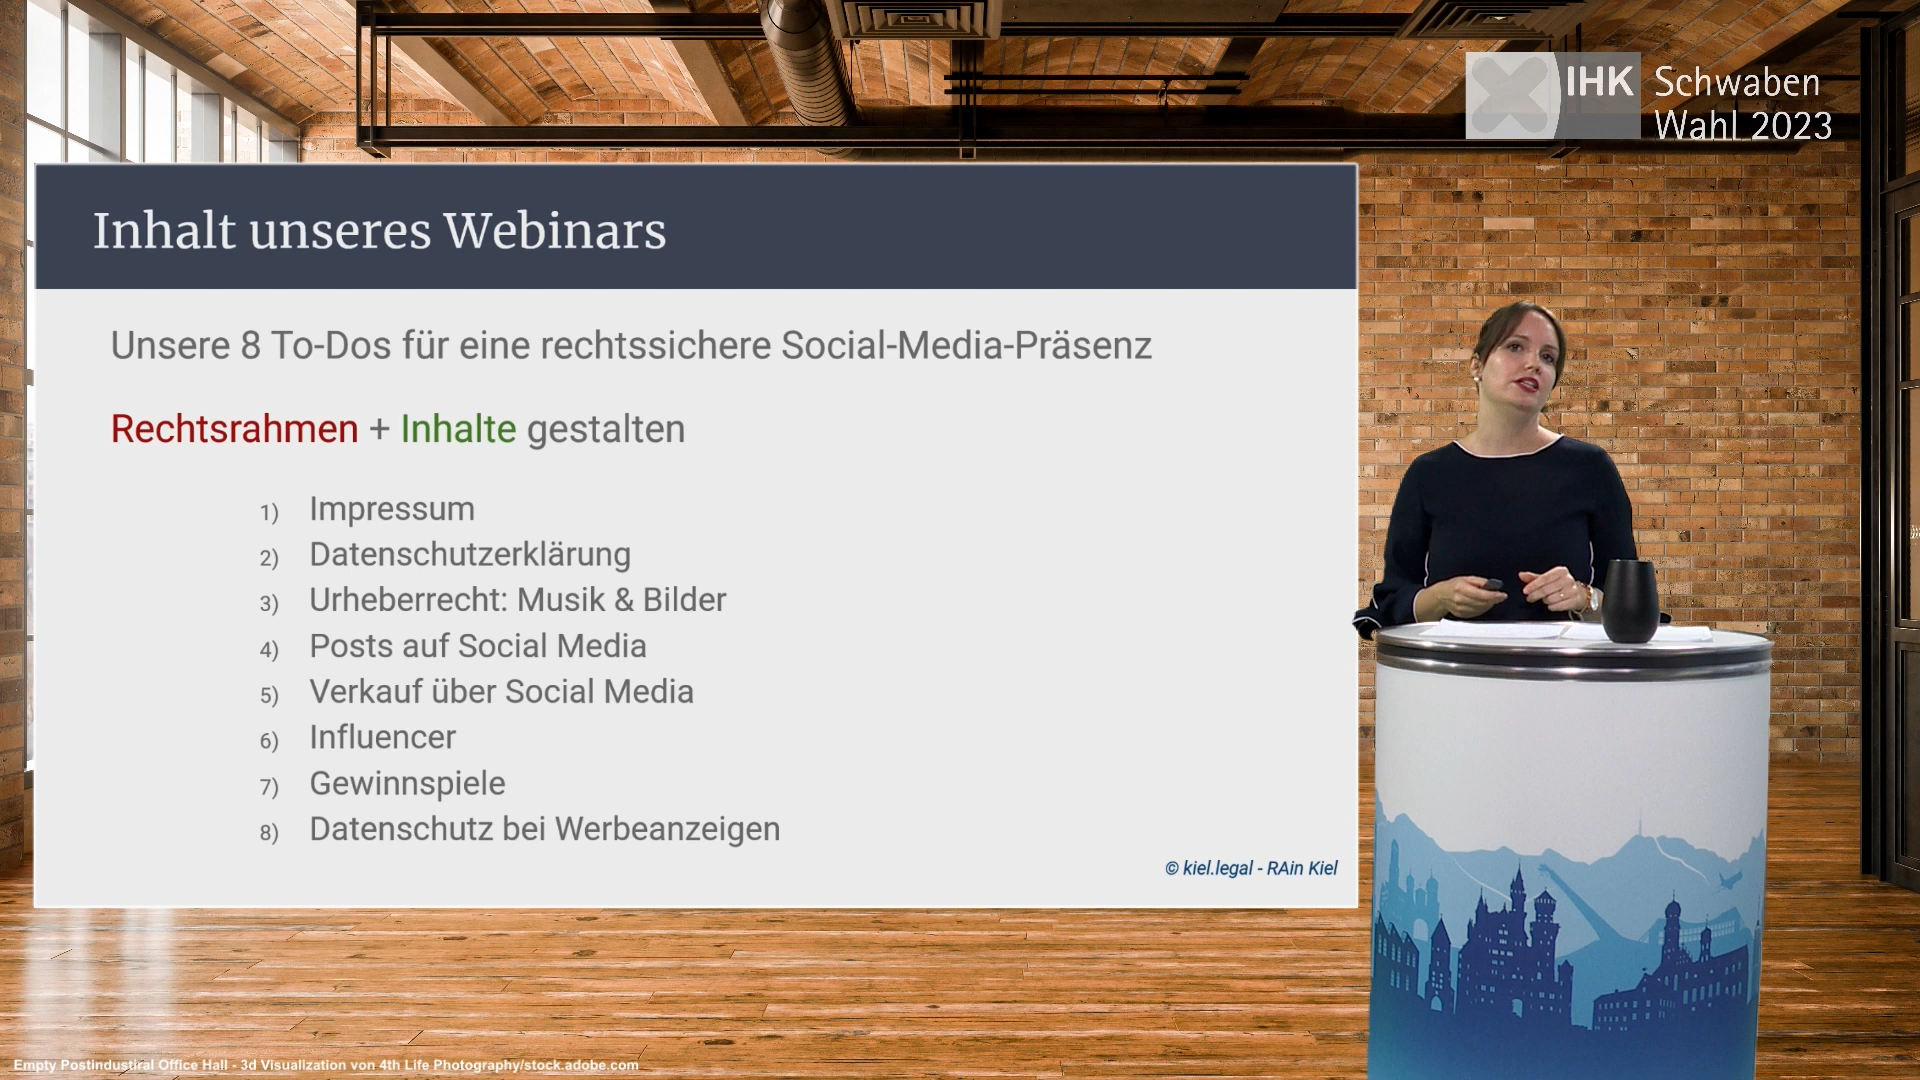 IHK Schwaben
Wahl 2023
Inhalt unseres Webinars
Unsere 8 To-Dos für eine rechtssichere Social-Media-Präsenz
Rechtsrahmen + Inhalte gestalten
1) Impressum
2) Datenschutzerklärung
3) Urheberrecht: Musik & Bilder
4) Posts auf Social Media
5) Verkauf über Social Media
6) Influencer
7) Gewinnspiele
8) Datenschutz bei Werbeanzeigen
© kiel.legal - RAin Kiel
Empty Postindustiral Office Hall - 3d Visualization von 4th Life Photography/stock.adobe.com